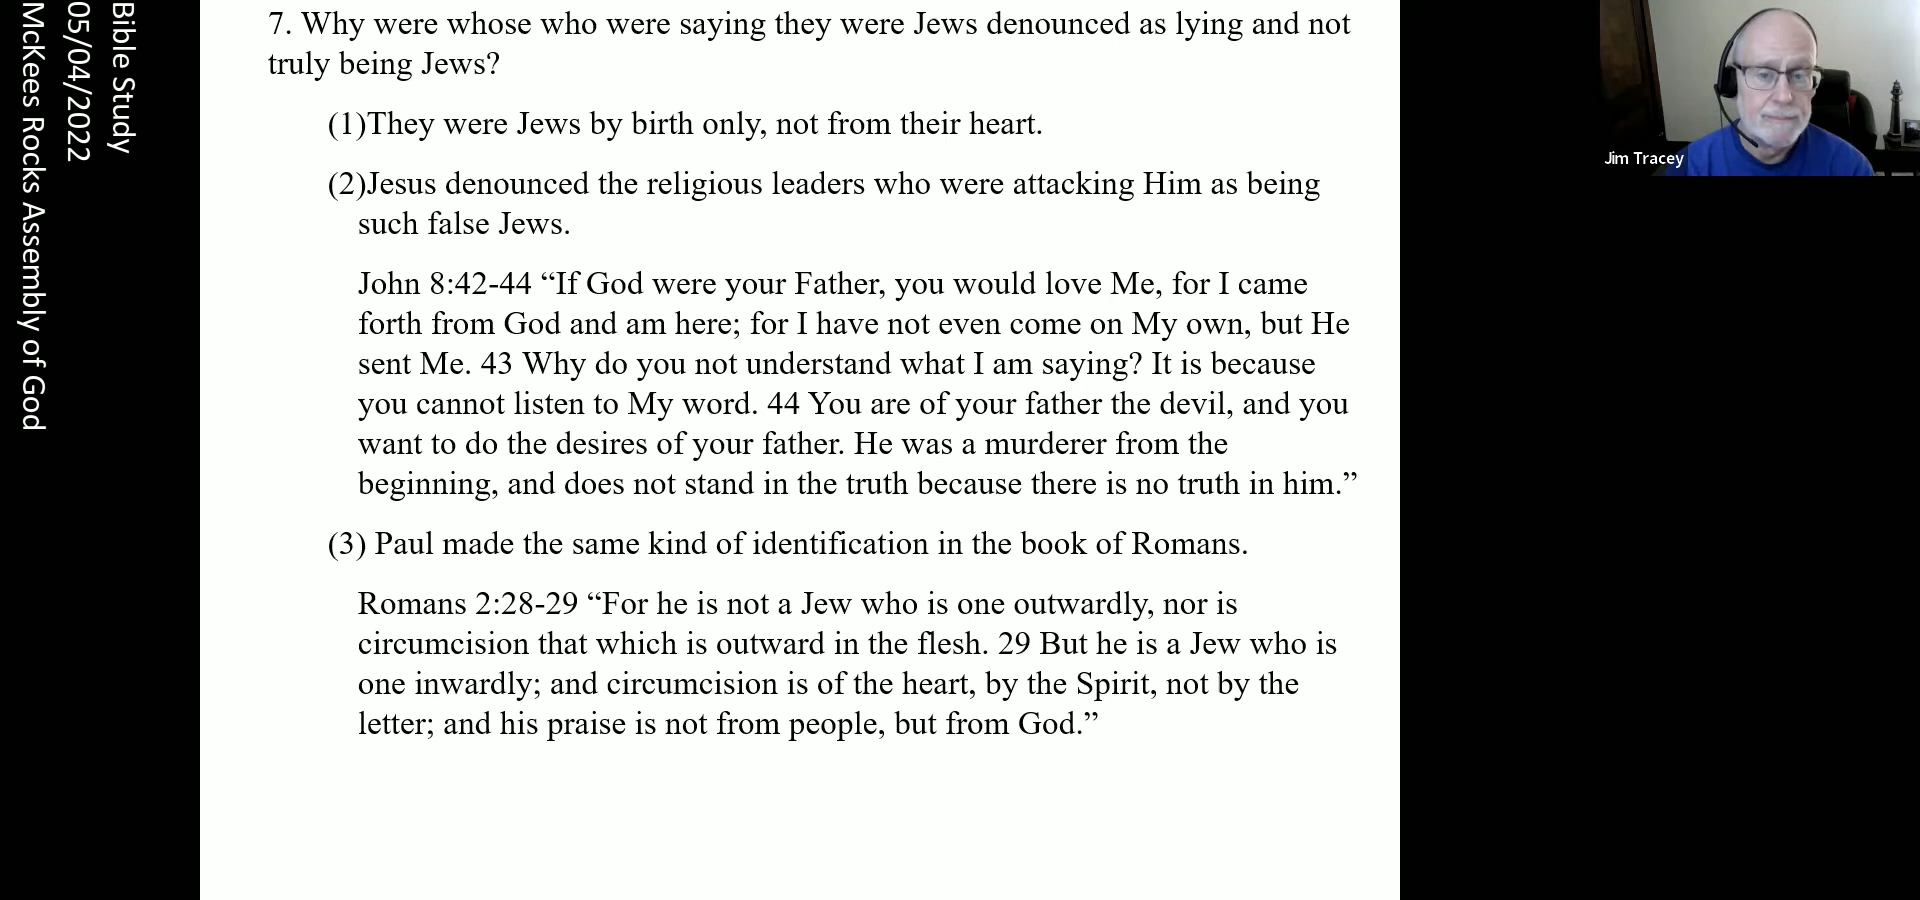 Bible Study
05/04/2022
McKees Rocks Assembly of God
7. Why were whose who were saying they were Jews denounced as lying and not
truly being Jews?
(1)They were Jews by birth only, not from their heart.
(2)Jesus denounced the religious leaders who were attacking Him as being
such false Jews.
John 8:42-44 “If God were your Father, you would love Me, for I came
forth from God and am here; for I have not even come on My own, but He
sent Me. 43 Why do you not understand what I am saying? It is because
you cannot listen to My word. 44 You are of your father the devil, and you
want to do the desires of your father. He was a murderer from the
beginning, and does not stand in the truth because there is no truth in him.”
(3) Paul made the same kind of identification in the book of Romans.
Romans 2:28-29 “For he is not a Jew who is one outwardly, nor is
circumcision that which is outward in the flesh. 29 But he is a Jew who is
one inwardly; and circumcision is of the heart, by the Spirit, not by the
letter; and his praise is not from people, but from God.”
Jim Tracey